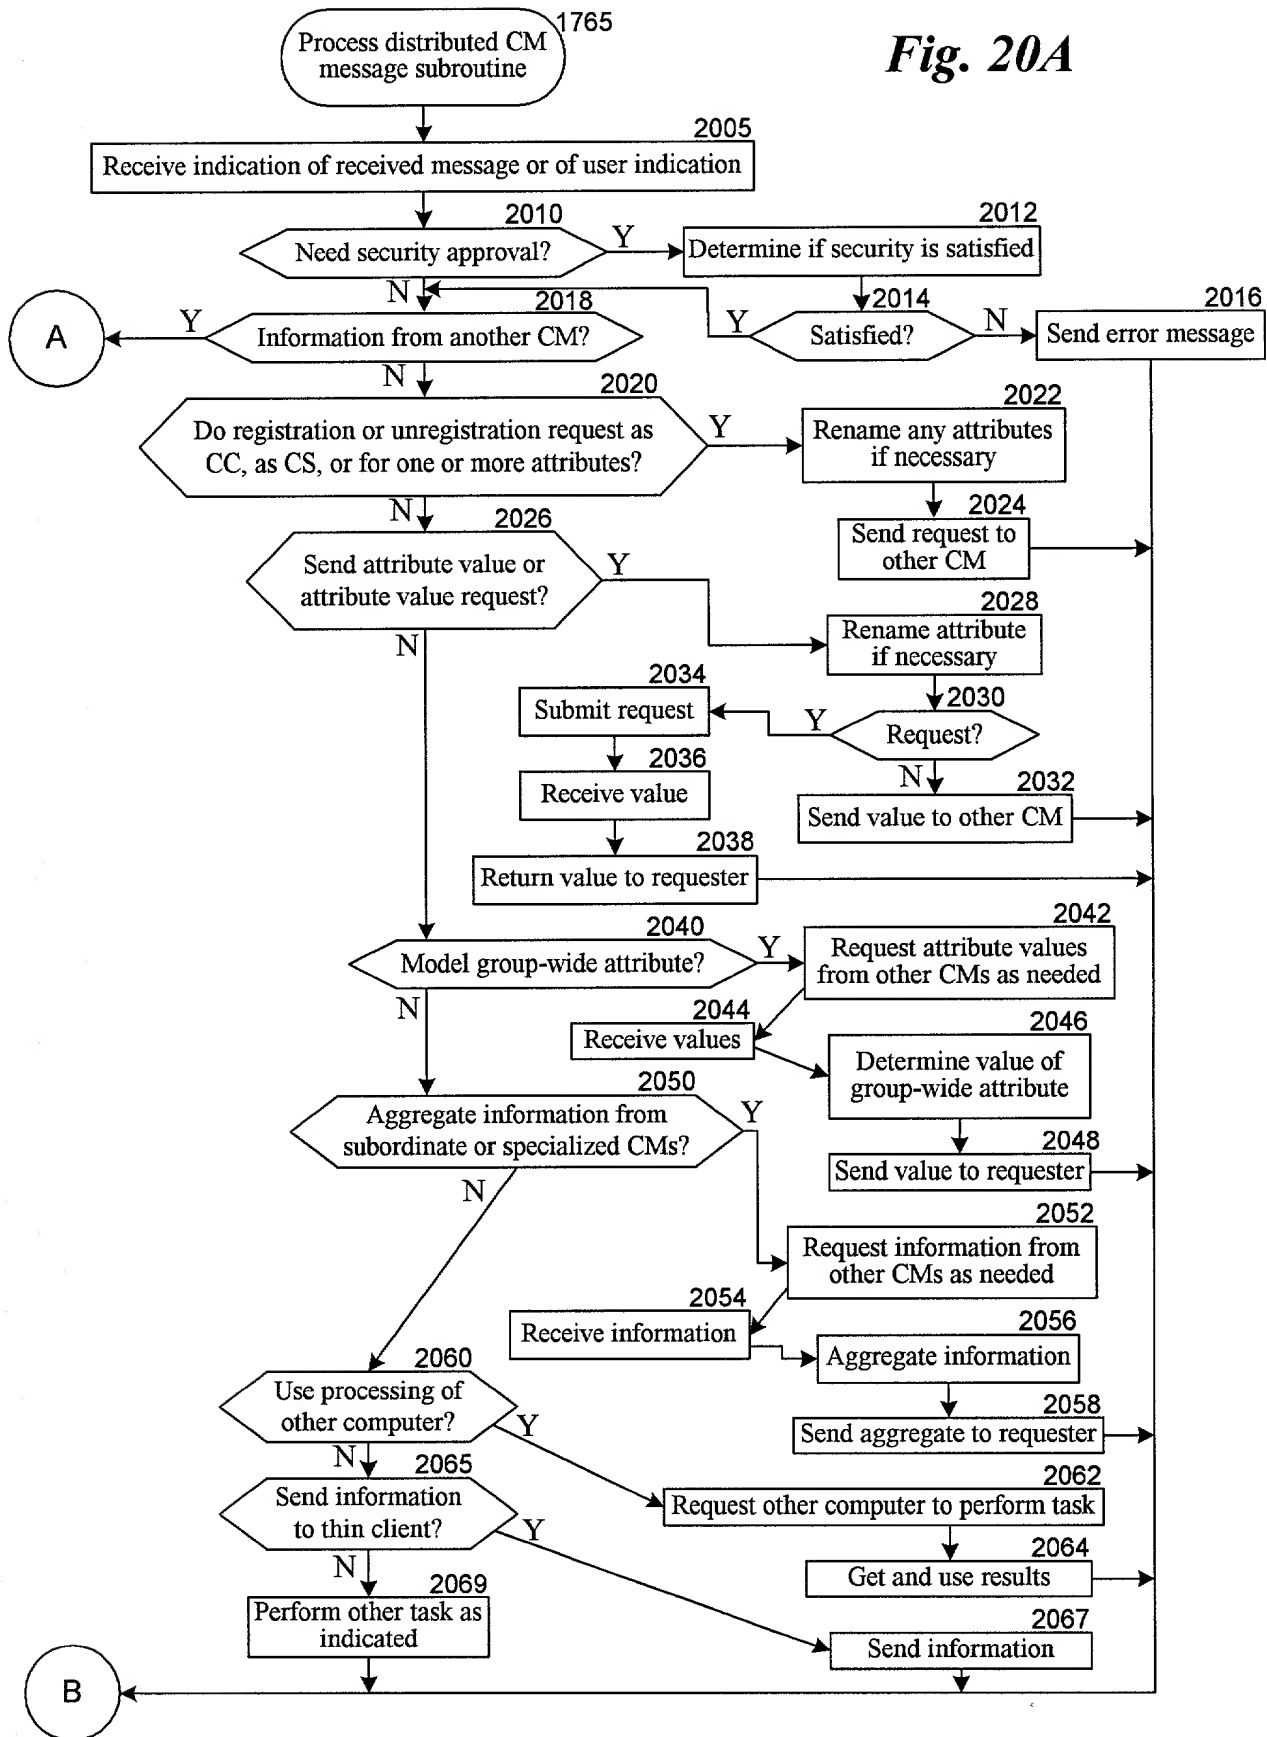 1765
Process distributed CM
message subroutine
Fig. 20A
2005
Receive indication of received message or of user indication
2010
Need security approval?
Y
2012
Determine if security is satisfied
N
2018
Information from another CM?
Y
A
2014
Satisfied?
Y
N
2016
Send error message
N
2020
Do registration or unregistration request as
CC, as CS, or for one or more attributes?
Y
2022
Rename any attributes
if necessary
2024
Send request to
other CM
N
2026
Send attribute value or
attribute value request?
Y
2028
Rename attribute
if necessary
N
2030
Request?
Y
2034
Submit request
2036
Receive value
N
2032
Send value to other CM
2038
Return value to requester
2040
Model group-wide attribute?
Y
2042
Request attribute values
from other CMs as needed
N
2044
Receive values
2046
Determine value of
group-wide attribute
2048
Send value to requester
2050
Aggregate information from
subordinate or specialized CMs?
Y
N
2052
Request information from
other CMs as needed
2054
Receive information
2056
Aggregate information
2058
Send aggregate to requester
2060
Use processing of
other computer?
Y
N
2062
Request other computer to perform task
2064
Get and use results
2065
Send information
to thin client?
Y
N
2067
Send information
2069
Perform other task as
indicated
B